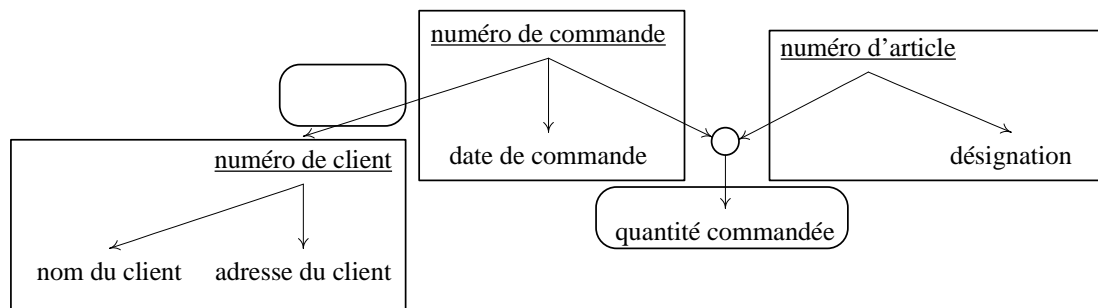 numéro de commande
numéro d'article
numéro de client
date de commande
désignation
quantité commandée
nom du client
adresse du client